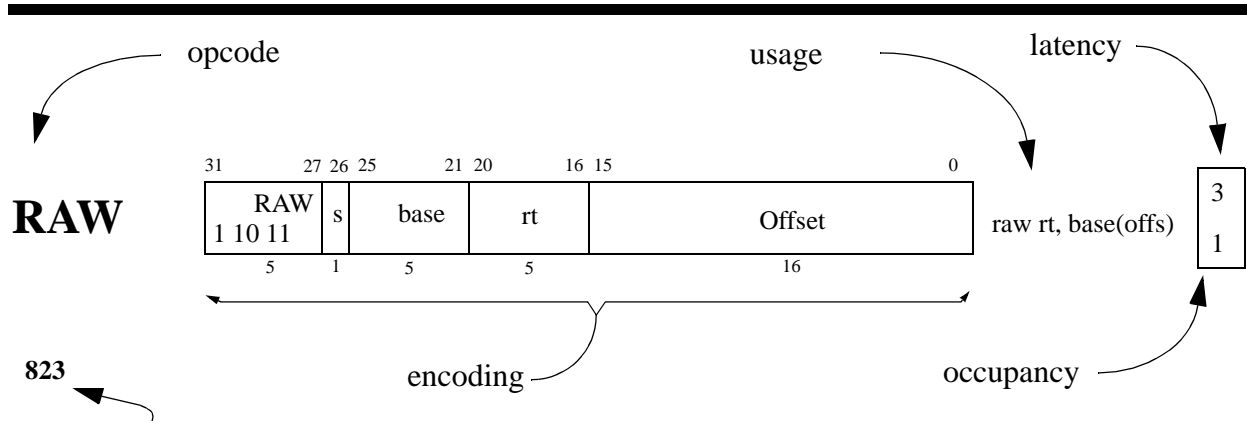 opcode
usage
latency
31 27 26 25 21 20 16 15 0
RAW
RAW
1 10 11
s
base
rt
Offset
raw rt, base(offs)
3
1
5 1 5 5 16
823
encoding
occupancy